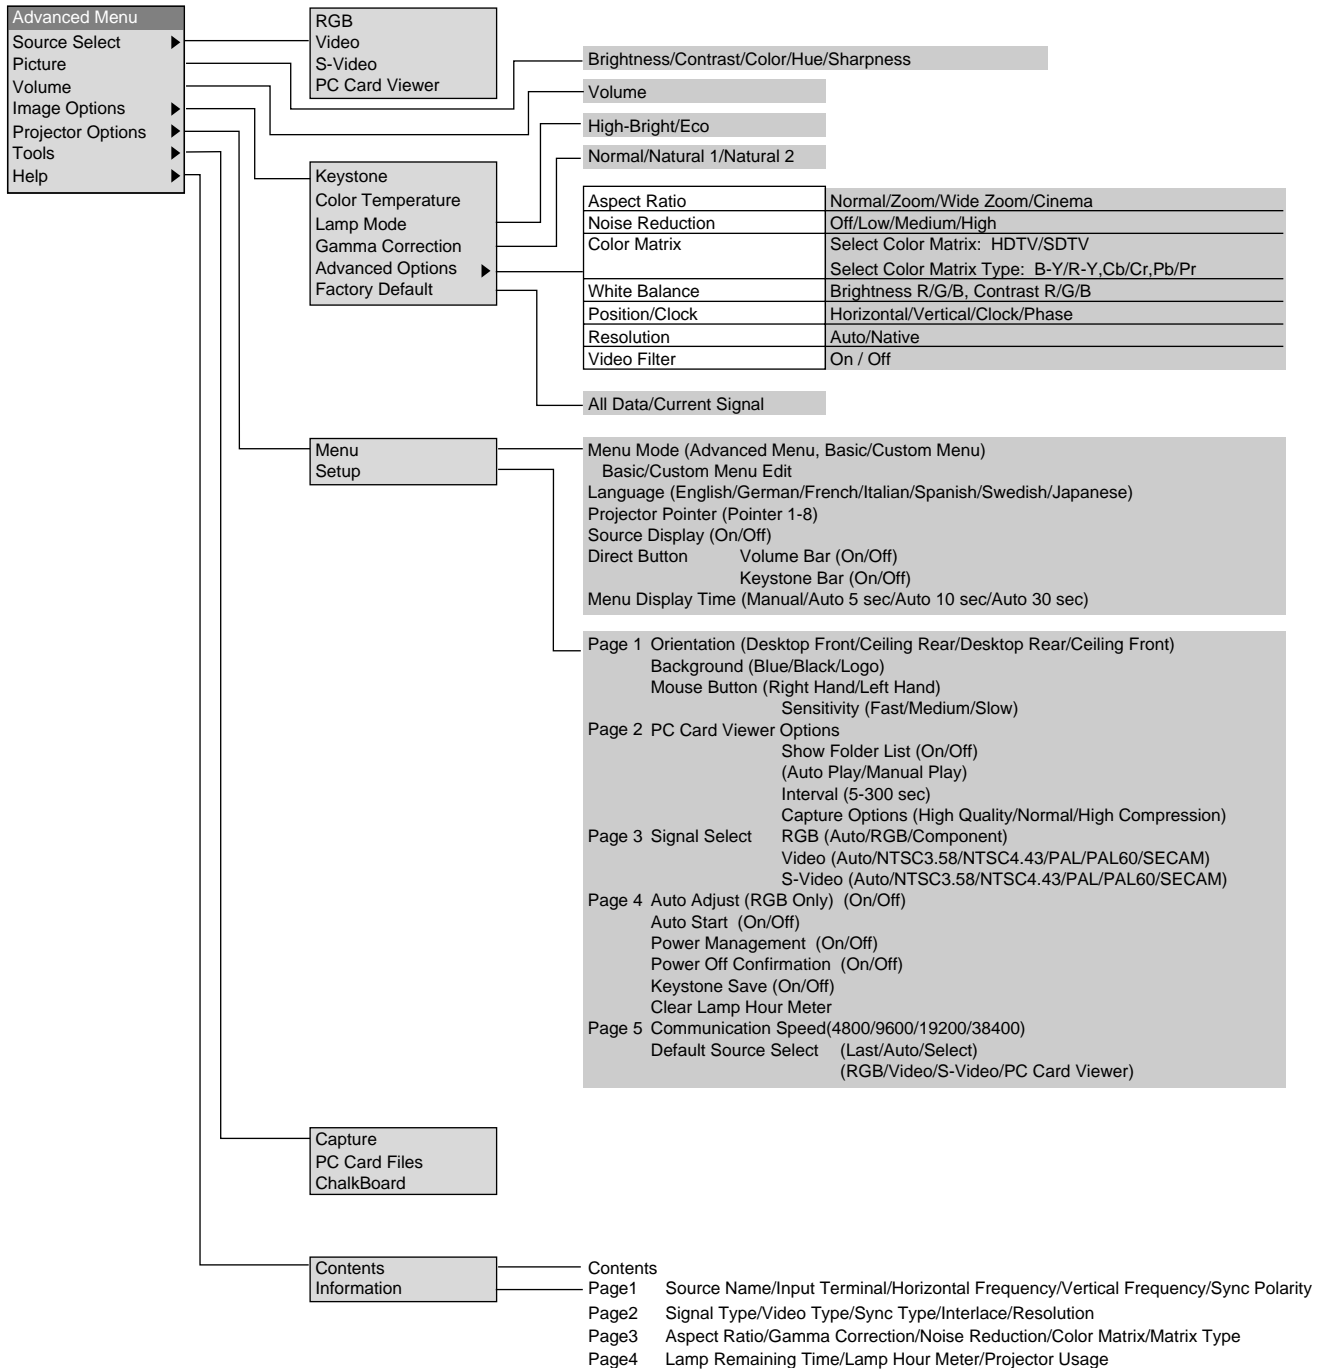 Advanced Menu
Source Select
Picture
Volume
Image Options
Projector Options
Tools
Help
RGB
Video
S-Video
PC Card Viewer
Brightness/Contrast/Color/Hue/Sharpness
Volume
High-Bright/Eco
Normal/Natural 1/Natural 2
Keystone
Color Temperature
Lamp Mode
Gamma Correction
Advanced Options
Factory Default
Aspect Ratio Normal/Zoom/Wide Zoom/Cinema
Noise Reduction Off/Low/Medium/High
Color Matrix Select Color Matrix: HDTV/SDTV
Select Color Matrix Type: B-Y/R-Y,Cb/Cr,Pb/Pr
White Balance Brightness R/G/B, Contrast R/G/B
Position/Clock Horizontal/Vertical/Clock/Phase
Resolution Auto/Native
Video Filter On / Off
All Data/Current Signal
Menu
Setup
Menu Mode (Advanced Menu, Basic/Custom Menu)
Basic/Custom Menu Edit
Language (English/German/French/Italian/Spanish/Swedish/Japanese)
Projector Pointer (Pointer 1-8)
Source Display (On/Off)
Direct Button Volume Bar (On/Off)
Keystone Bar (On/Off)
Menu Display Time (Manual/Auto 5 sec/Auto 10 sec/Auto 30 sec)
Page 1 Orientation (Desktop Front/Ceiling Rear/Desktop Rear/Ceiling Front)
Background (Blue/Black/Logo)
Mouse Button (Right Hand/Left Hand)
Sensitivity (Fast/Medium/Slow)
Page 2 PC Card Viewer Options
Show Folder List (On/Off)
(Auto Play/Manual Play)
Interval (5-300 sec)
Capture Options (High Quality/Normal/High Compression)
Page 3 Signal Select RGB (Auto/RGB/Component)
Video (Auto/NTSC3.58/NTSC4.43/PAL/PAL60/SECAM)
S-Video (Auto/NTSC3.58/NTSC4.43/PAL/PAL60/SECAM)
Page 4 Auto Adjust (RGB Only) (On/Off)
Auto Start (On/Off)
Power Management (On/Off)
Power Off Confirmation (On/Off)
Keystone Save (On/Off)
Clear Lamp Hour Meter
Page 5 Communication Speed(4800/9600/19200/38400)
Default Source Select (Last/Auto/Select)
(RGB/Video/S-Video/PC Card Viewer)
Capture
PC Card Files
ChalkBoard
Contents
Information
Contents
Page1 Source Name/Input Terminal/Horizontal Frequency/Vertical Frequency/Sync Polarity
Page2 Signal Type/Video Type/Sync Type/Interlace/Resolution
Page3 Aspect Ratio/Gamma Correction/Noise Reduction/Color Matrix/Matrix Type
Page4 Lamp Remaining Time/Lamp Hour Meter/Projector Usage